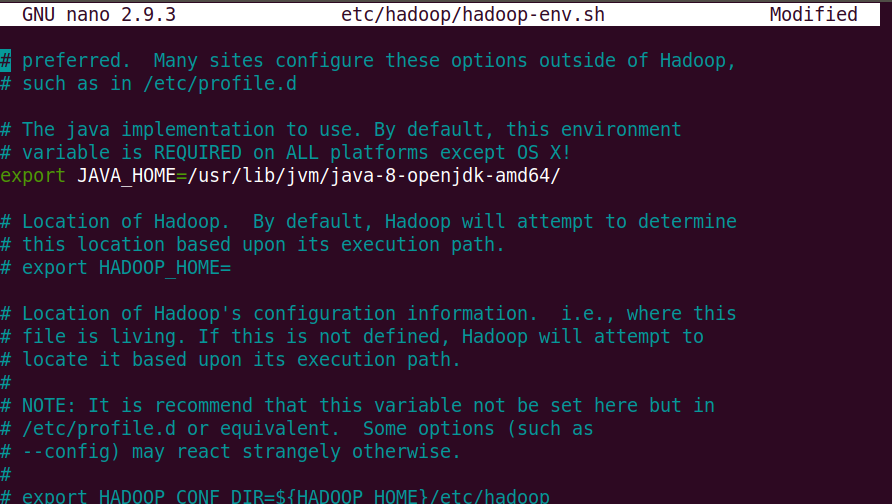 GNU nano 2.9.3 etc/hadoop/hadoop-env.sh Modified
# preferred.  Many sites configure these options outside of Hadoop,
# such as in /etc/profile.d
# The java implementation to use. By default, this environment
# variable is REQUIRED on ALL platforms except OS X!
export JAVA_HOME=/usr/lib/jvm/java-8-openjdk-amd64/
# Location of Hadoop.  By default, Hadoop will attempt to determine
# this location based upon its execution path.
# export HADOOP_HOME=
# Location of Hadoop's configuration information.  i.e., where this
# file is living. If this is not defined, Hadoop will attempt to
# locate it based upon its execution path.
#
# NOTE: It is recommend that this variable not be set here but in
# /etc/profile.d or equivalent.  Some options (such as
# --config) may react strangely otherwise.
#
# export HADOOP_CONF_DIR=${HADOOP_HOME}/etc/hadoop